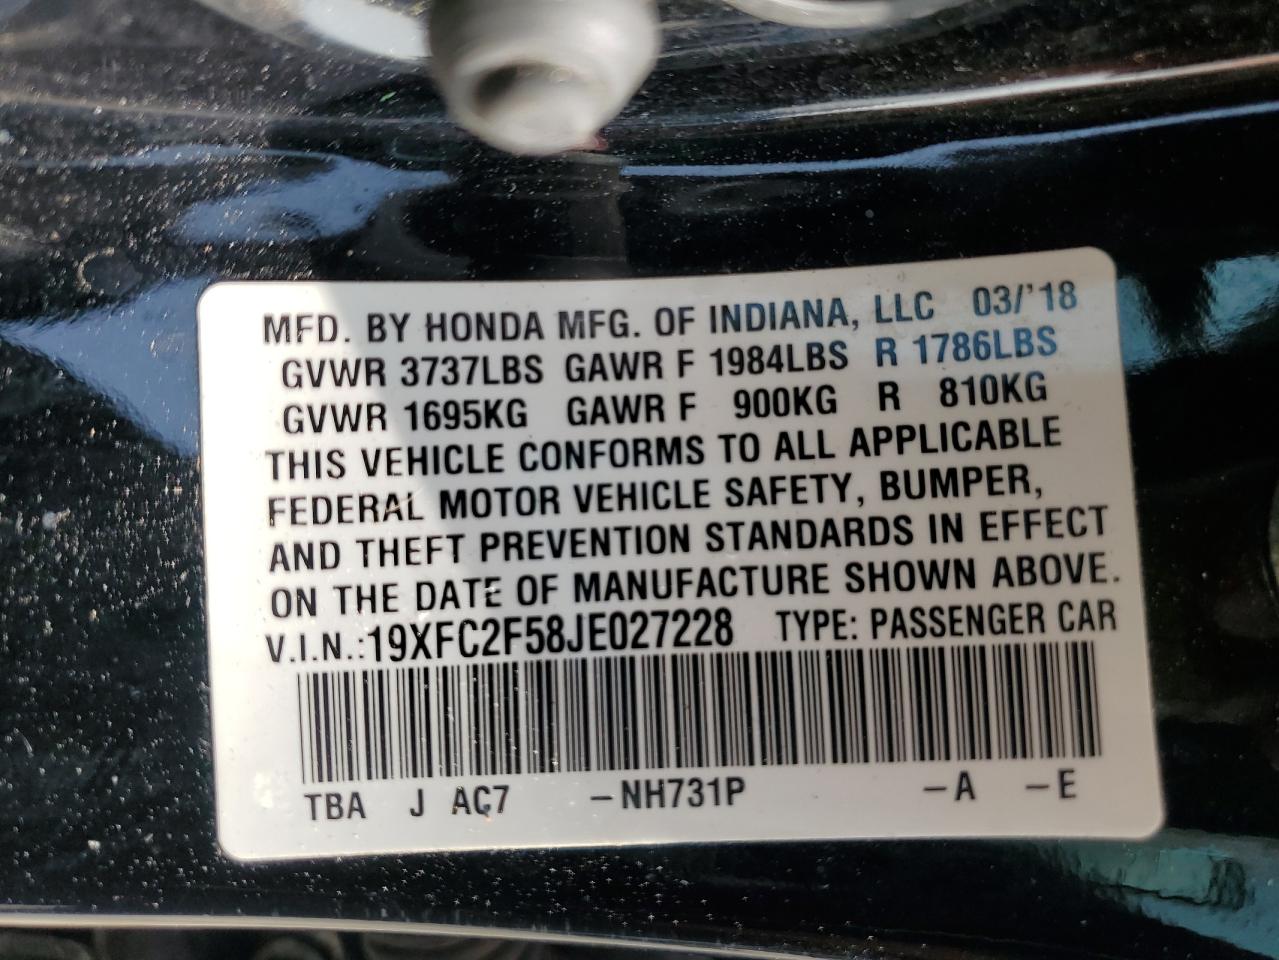 MFD. BY HONDA MFG. OF INDIANA, LLC 03/'18
GVWR 3737LBS GAWR F 1984LBS R 1786LBS
GVWR 1695KG GAWR F 900KG R 810KG
THIS VEHICLE CONFORMS TO ALL APPLICABLE
FEDERAL MOTOR VEHICLE SAFETY, BUMPER,
AND THEFT PREVENTION STANDARDS IN EFFECT
ON THE DATE OF MANUFACTURE SHOWN ABOVE.
V.I.N.:19XFC2F58JE027228 TYPE: PASSENGER CAR
TBA J AC7 –NH731P –A –E